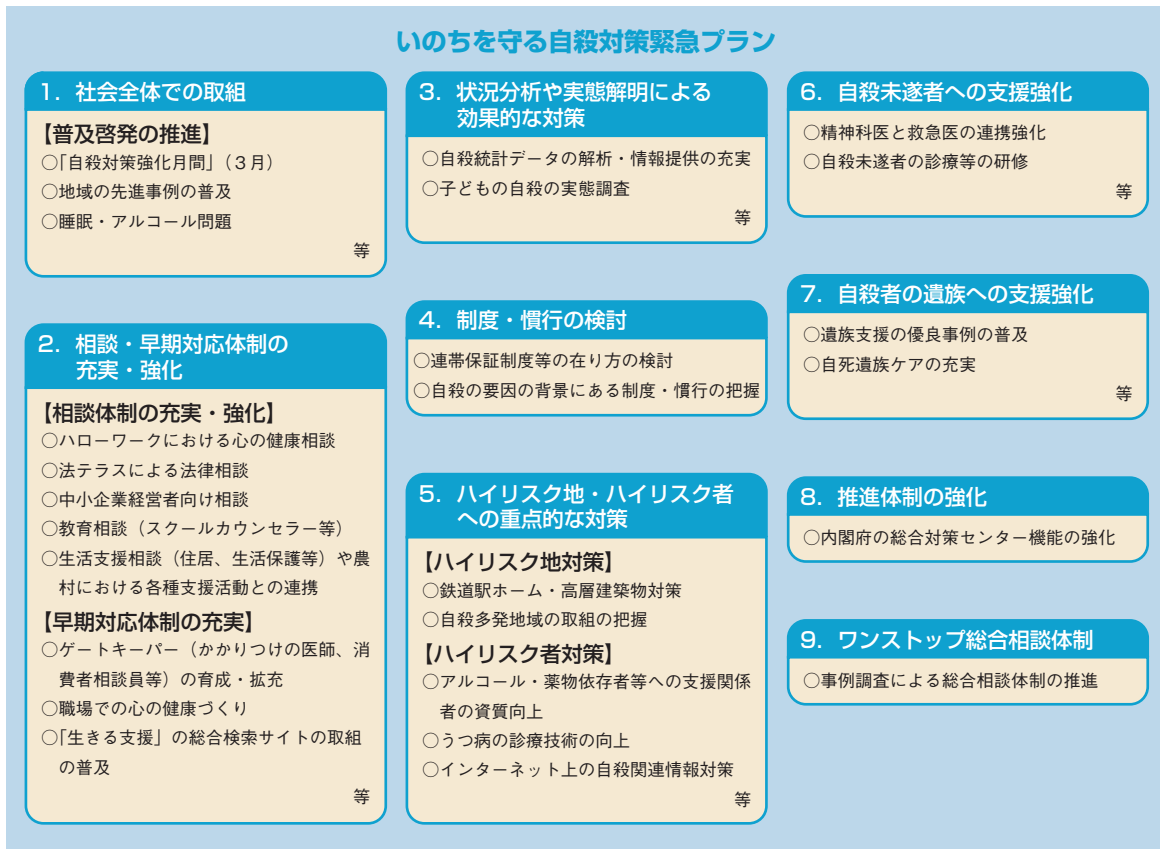 いのちを守る自殺対策緊急プラン
1. 社会全体での取組
【普及啓発の推進】
○「自殺対策強化月間」（３月）
○地域の先進事例の普及
○睡眠・アルコール問題
等
2. 相談・早期対応体制の
充実・強化
【相談体制の充実・強化】
○ハローワークにおける心の健康相談
○法テラスによる法律相談
○中小企業経営者向け相談
○教育相談（スクールカウンセラー等）
○生活支援相談（住居、生活保護等）や農
村における各種支援活動との連携
【早期対応体制の充実】
○ゲートキーパー（かかりつけの医師、消
費者相談員等）の育成・拡充
○職場での心の健康づくり
○「生きる支援」の総合検索サイトの取組
の普及
等
3. 状況分析や実態解明による
効果的な対策
○自殺統計データの解析・情報提供の充実
○子どもの自殺の実態調査
等
4. 制度・慣行の検討
○連帯保証制度等の在り方の検討
○自殺の要因の背景にある制度・慣行の把握
5. ハイリスク地・ハイリスク者
への重点的な対策
【ハイリスク地対策】
○鉄道駅ホーム・高層建築物対策
○自殺多発地域の取組の把握
【ハイリスク者対策】
○アルコール・薬物依存者等への支援関係
者の資質向上
○うつ病の診療技術の向上
○インターネット上の自殺関連情報対策
等
6. 自殺未遂者への支援強化
○精神科医と救急医の連携強化
○自殺未遂者の診療等の研修
等
7. 自殺者の遺族への支援強化
○遺族支援の優良事例の普及
○自死遺族ケアの充実
等
8. 推進体制の強化
○内閣府の総合対策センター機能の強化
9. ワンストップ総合相談体制
○事例調査による総合相談体制の推進